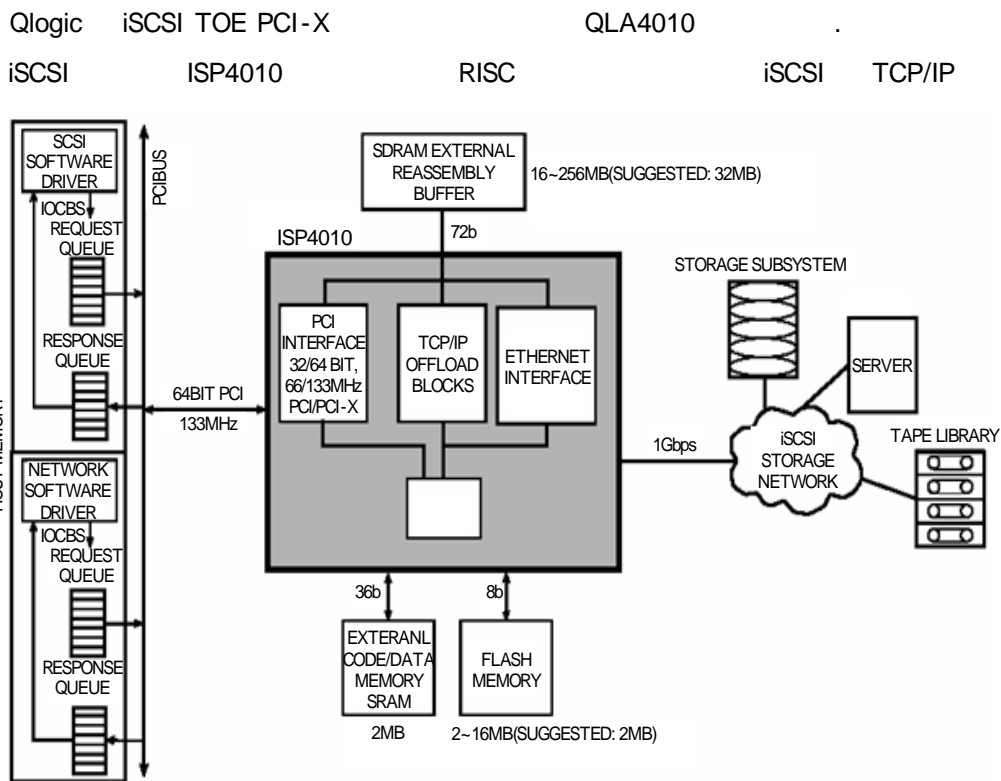 Qlogic iSCSI TOE PCI-X QLA4010 .
iSCSI ISP4010 RISC iSCSI TCP/IP
SCSI
SOFTWARE
DRIVER
IOCBS
REQUEST
QUEUE
RESPONSE
QUEUE
PCIBUS
NETWORK
SOFTWARE
DRIVER
IOCBS
REQUEST
QUEUE
RESPONSE
QUEUE
64BIT PCI
133MHz
SDRAM EXTERNAL
REASSEMBLY
BUFFER
16~256MB(SUGGESTED: 32MB)
72b
ISP4010
PCI
INTERFACE
32/64 BIT,
66/133MHz
PCI/PCI-X
TCP/IP
OFFLOAD
BLOCKS
ETHERNET
INTERFACE
36b
8b
EXTERANL
CODE/DATA
MEMORY
SRAM
2MB
FLASH
MEMORY
2~16MB(SUGGESTED: 2MB)
1Gbps
STORAGE SUBSYSTEM
SERVER
iSCSI
STORAGE
NETWORK
TAPE LIBRARY